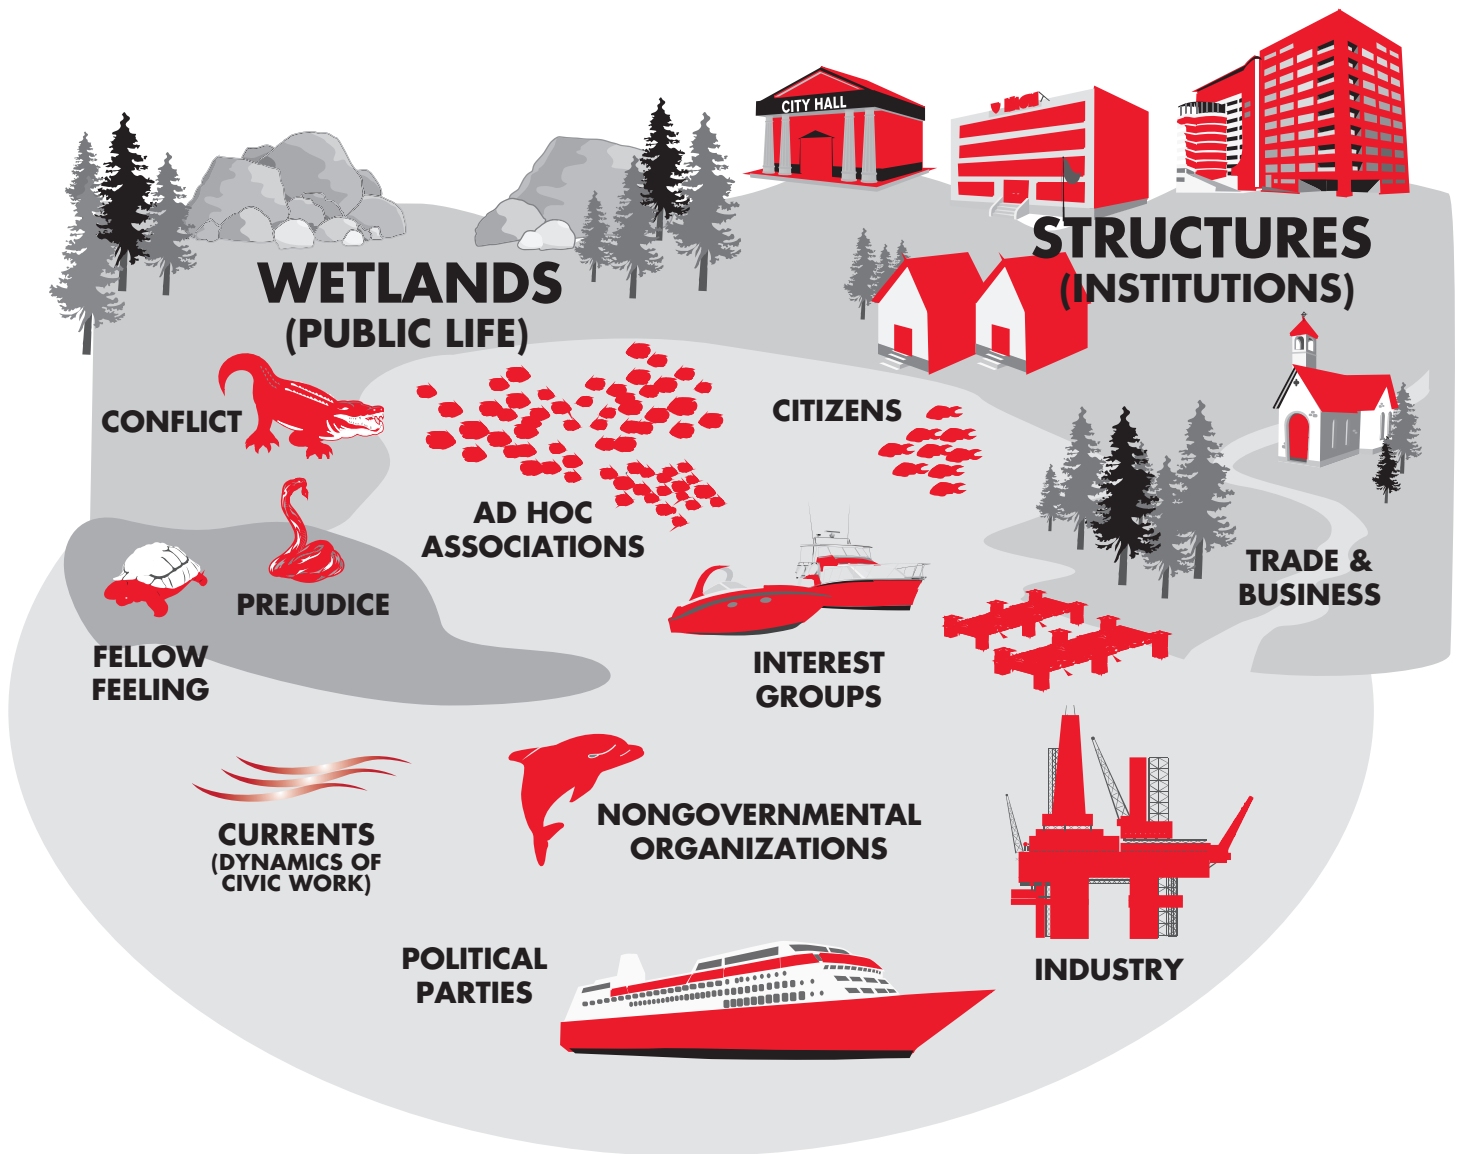 CITY HALL
STRUCTURES
(INSTITUTIONS)
WETLANDS
(PUBLIC LIFE)
CONFLICT
CITIZENS
AD HOC
ASSOCIATIONS
TRADE &
BUSINESS
PREJUDICE
FELLOW
FEELING
INTEREST
GROUPS
NONGOVERNMENTAL
ORGANIZATIONS
CURRENTS
(DYNAMICS OF
CIVIC WORK)
POLITICAL
PARTIES
INDUSTRY